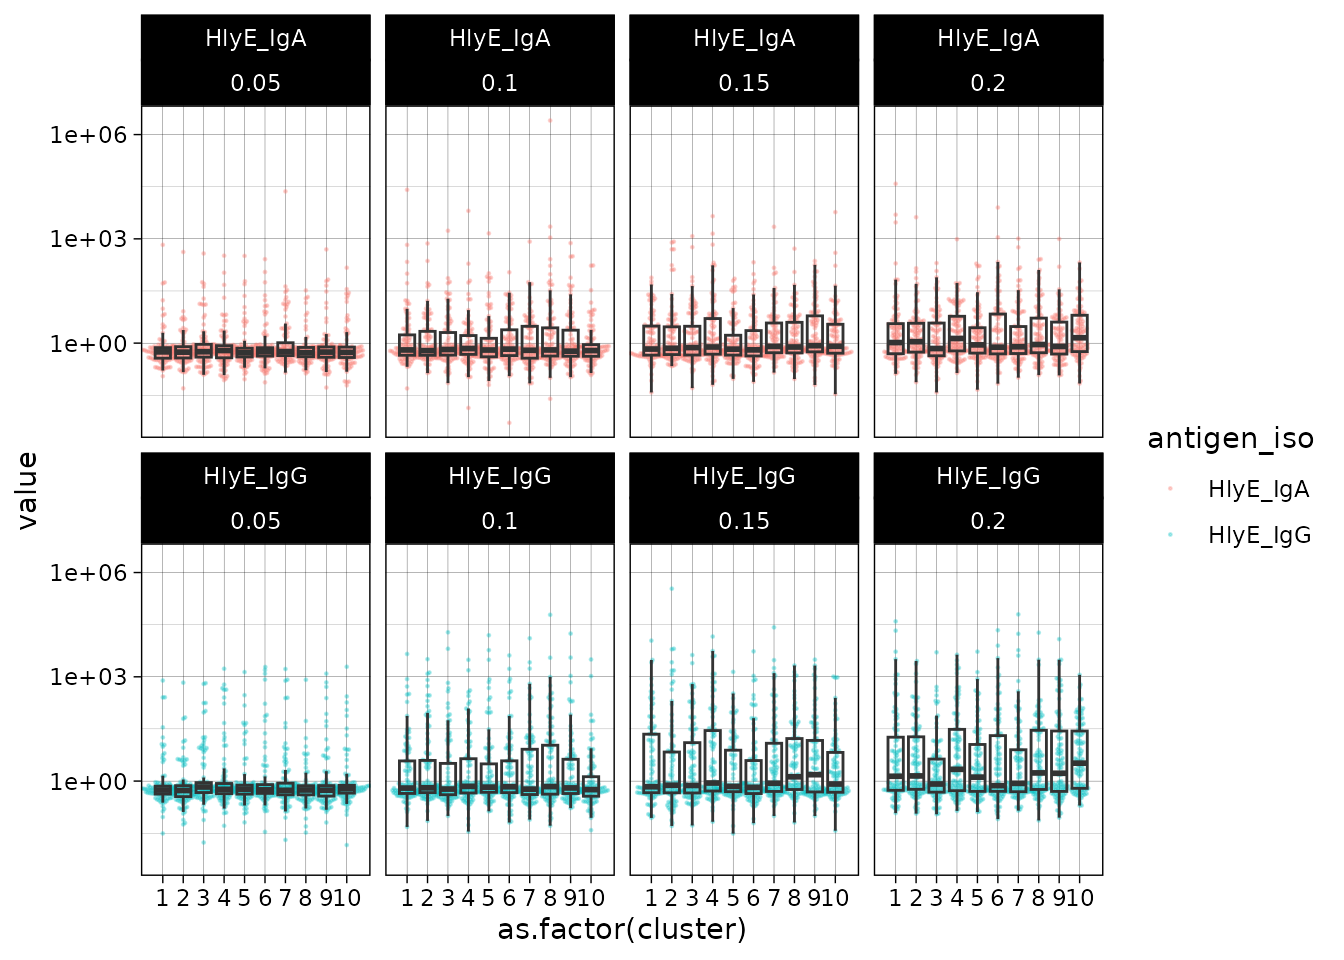 HlyE_IgA HlyE_IgA HlyE_IgA HlyE_IgA
0.05 0.1 0.15 0.2
1e+06
1e+03
1e+00
HlyE_IgG HlyE_IgG HlyE_IgG HlyE_IgG
0.05 0.1 0.15 0.2
1e+06
1e+03
1e+00
1 2 3 4 5 6 7 8 9 10 1 2 3 4 5 6 7 8 9 10 1 2 3 4 5 6 7 8 9 10 1 2 3 4 5 6 7 8 9 10
as.factor(cluster)
value
antigen_iso
HlyE_IgA
HlyE_IgG